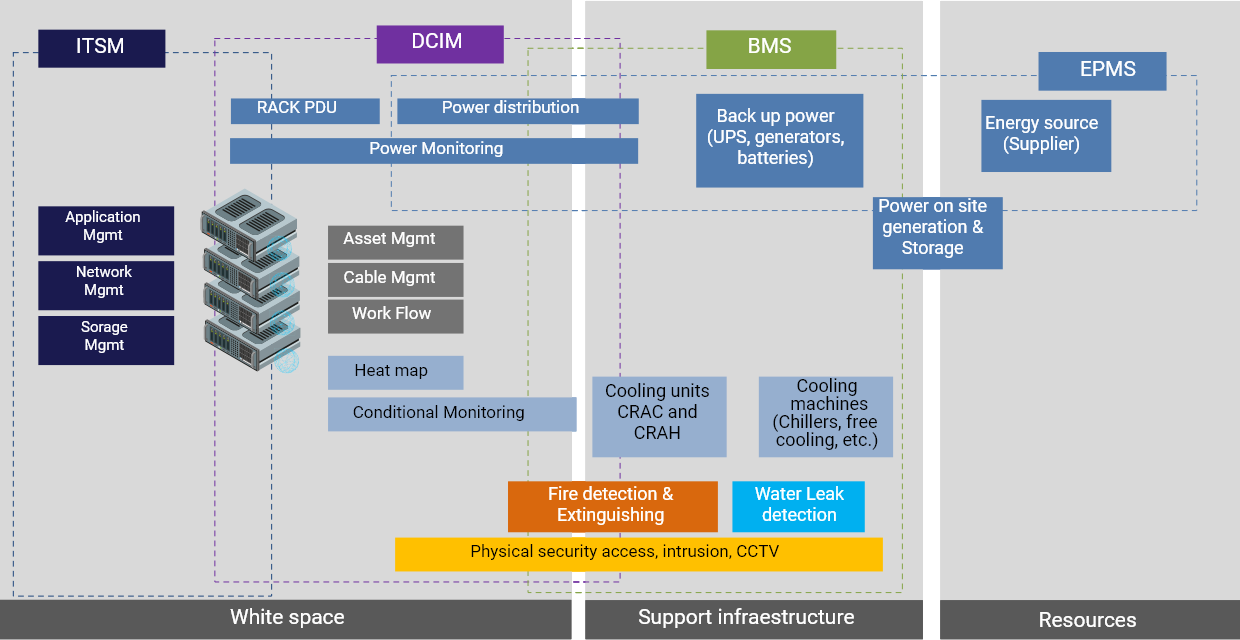 ITSM
DCIM
BMS
EPMS
RACK PDU
Power distribution
Power Monitoring
Back up power
(UPS, generators,
batteries)
Energy source
(Supplier)
Power on site
generation &
Storage
Application
Mgmt
Network
Mgmt
Sorage
Mgmt
Asset Mgmt
Cable Mgmt
Work Flow
Heat map
Conditional Monitoring
Cooling units
CRAC and
CRAH
Cooling
machines
(Chillers, free
cooling, etc.)
Fire detection &
Extinguishing
Water Leak
detection
Physical security access, intrusion, CCTV
White space
Support infraestructure
Resources